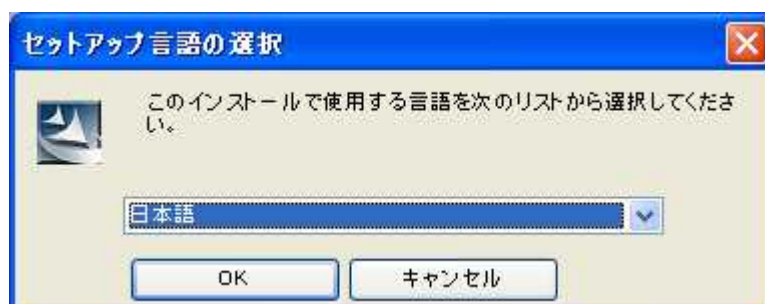 セットアップ言語の選択
このインストールで使用する言語を次のリストから選択してくださ
い。
日本語
OK
キャンセル